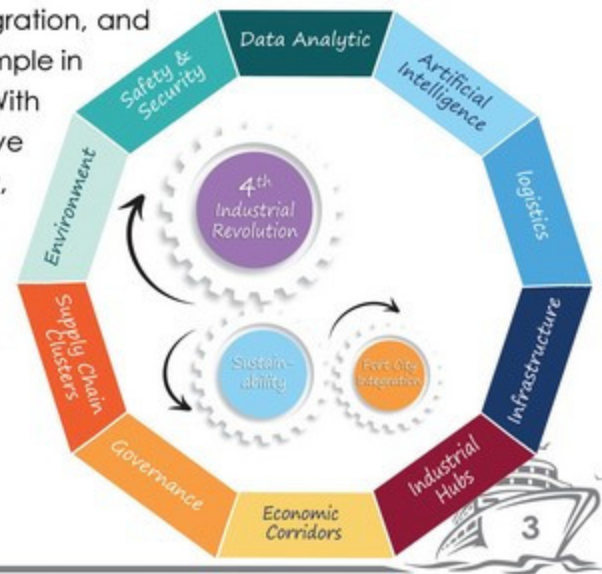 gration, and
mple in
With
ve
,
Data Analytic
Artificial
Intelligence
logistics
Infrastructure
Industrial
Hubs
Economic
Corridors
Governance
Supply Chain
Clusters
Environment
Safety &
Security
4th
Industrial
Revolution
Sustain-
ability
Port City
Integration
3